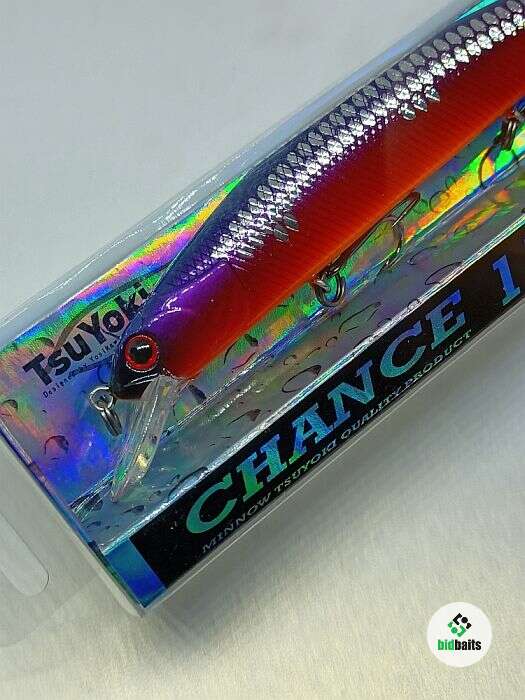 TsuYoki
CHANCE 1
MINNOW TSUYOKI QUALITY PRODUCT
bidbaits